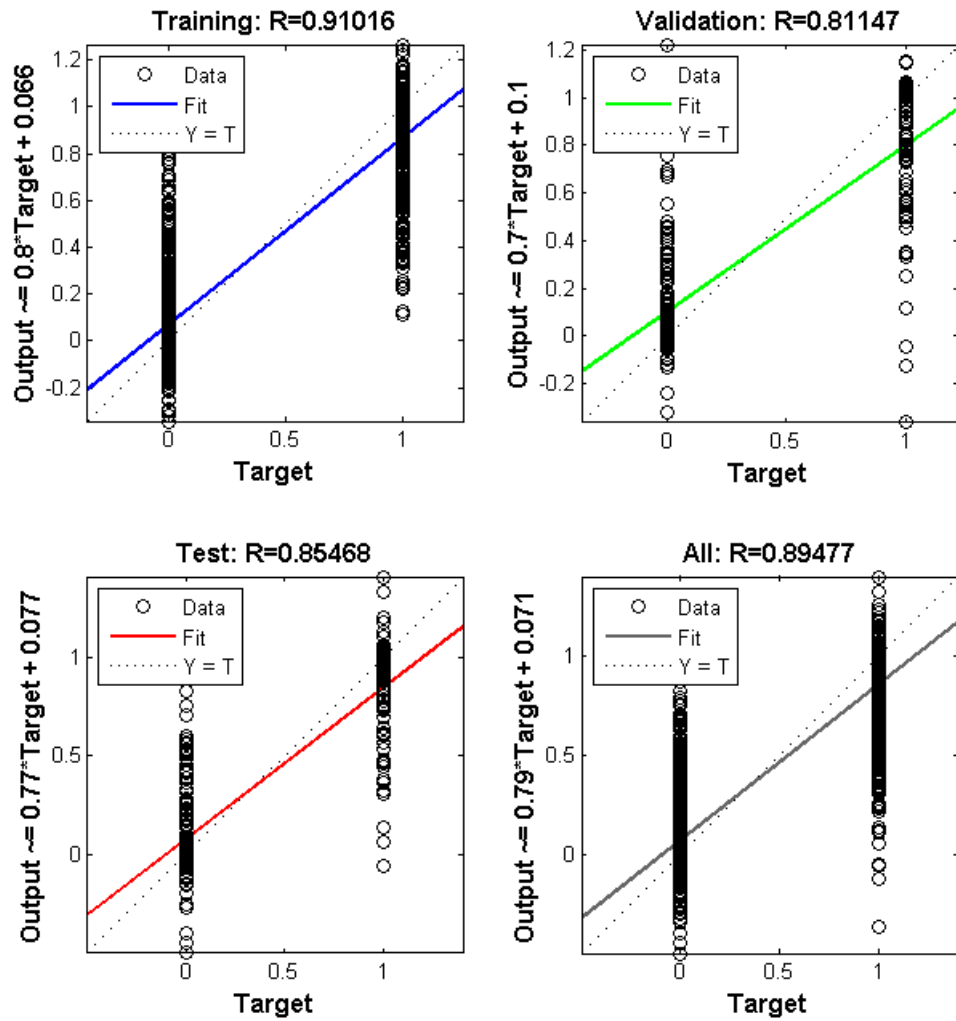 Training: R=0.91016
Output ~= 0.8*Target + 0.066
Data
Fit
Y = T
1.2
1
0.8
0.6
0.4
0.2
0
-0.2
0
0.5
1
Target
Validation: R=0.81147
Output ~= 0.7*Target + 0.1
Data
Fit
Y = T
1.2
1
0.8
0.6
0.4
0.2
0
-0.2
0
0.5
1
Target
Test: R=0.85468
Output ~= 0.77*Target + 0.077
Data
Fit
Y = T
1
0.5
0
0
0.5
1
Target
All: R=0.89477
Output ~= 0.79*Target + 0.071
Data
Fit
Y = T
1
0.5
0
0
0.5
1
Target